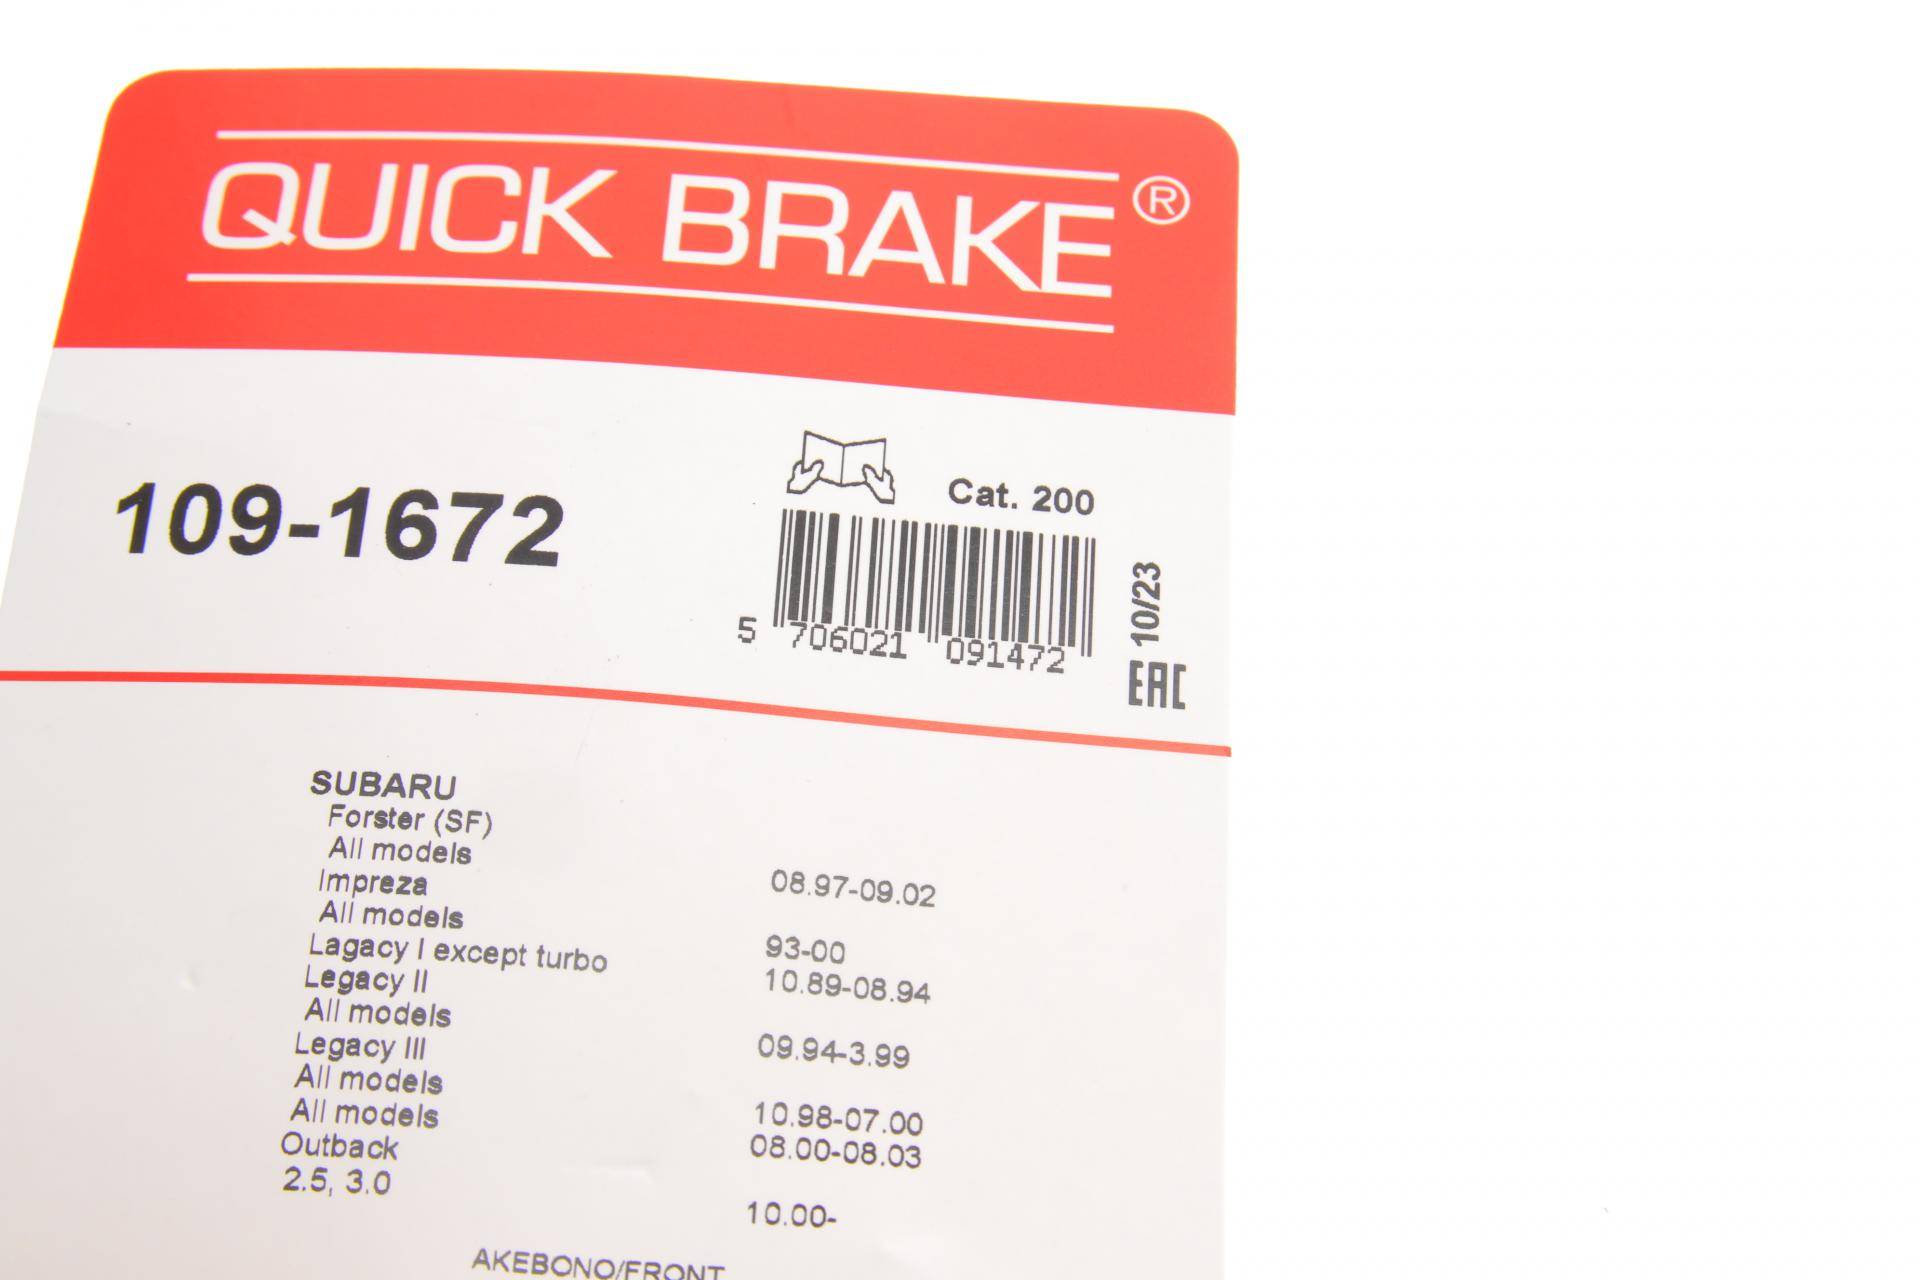 QUICK BRAKE®
109-1672
Cat. 200
5 706021 091472
10/23
EAC
SUBARU
Forster (SF)
All models 08.97-09.02
Impreza
All models 93-00
Lagacy I except turbo 10.89-08.94
Legacy II
All models 09.94-3.99
Legacy III
All models 10.98-07.00
All models 08.00-08.03
Outback
2.5, 3.0 10.00-
AKEBONO/FRONT